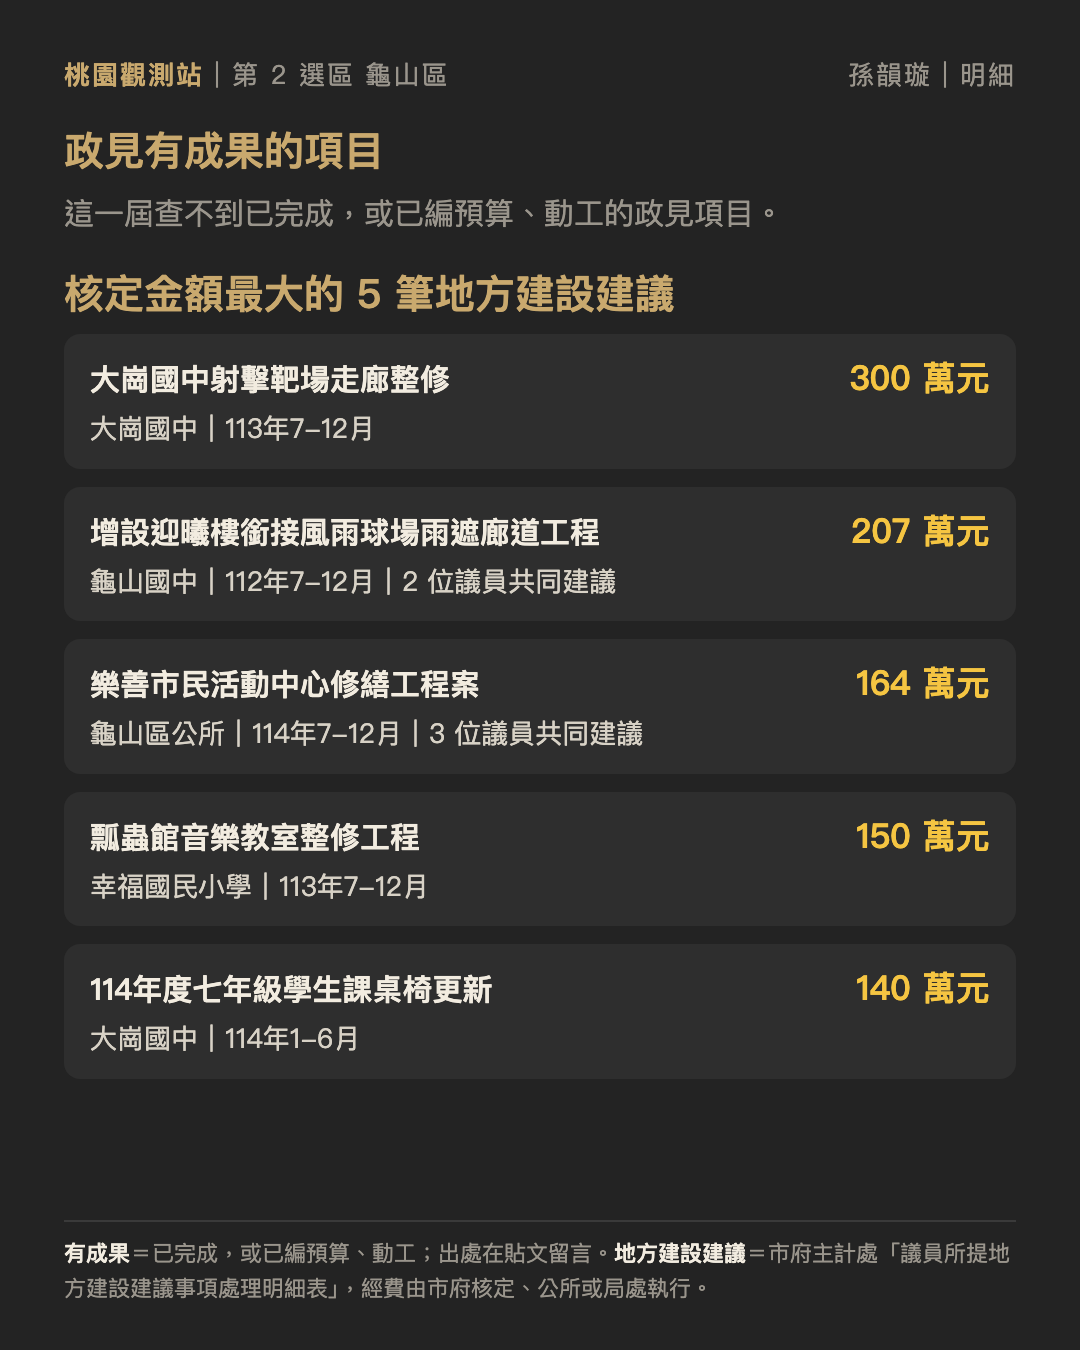 桃園觀測站｜第 2 選區 龜山區
孫韻璇｜明細
政見有成果的項目
這一屆查不到已完成，或已編預算、動工的政見項目。
核定金額最大的 5 筆地方建設建議
大崗國中射擊靶場走廊整修
300 萬元
大崗國中｜113年7–12月
增設迎曦樓銜接風雨球場雨遮廊道工程
207 萬元
龜山國中｜112年7–12月｜2 位議員共同建議
樂善市民活動中心修繕工程案
164 萬元
龜山區公所｜114年7–12月｜3 位議員共同建議
瓢蟲館音樂教室整修工程
150 萬元
幸福國民小學｜113年7–12月
114年度七年級學生課桌椅更新
140 萬元
大崗國中｜114年1–6月
有成果＝已完成，或已編預算、動工；出處在貼文留言。地方建設建議＝市府主計處「議員所提地
方建設建議事項處理明細表」，經費由市府核定、公所或局處執行。